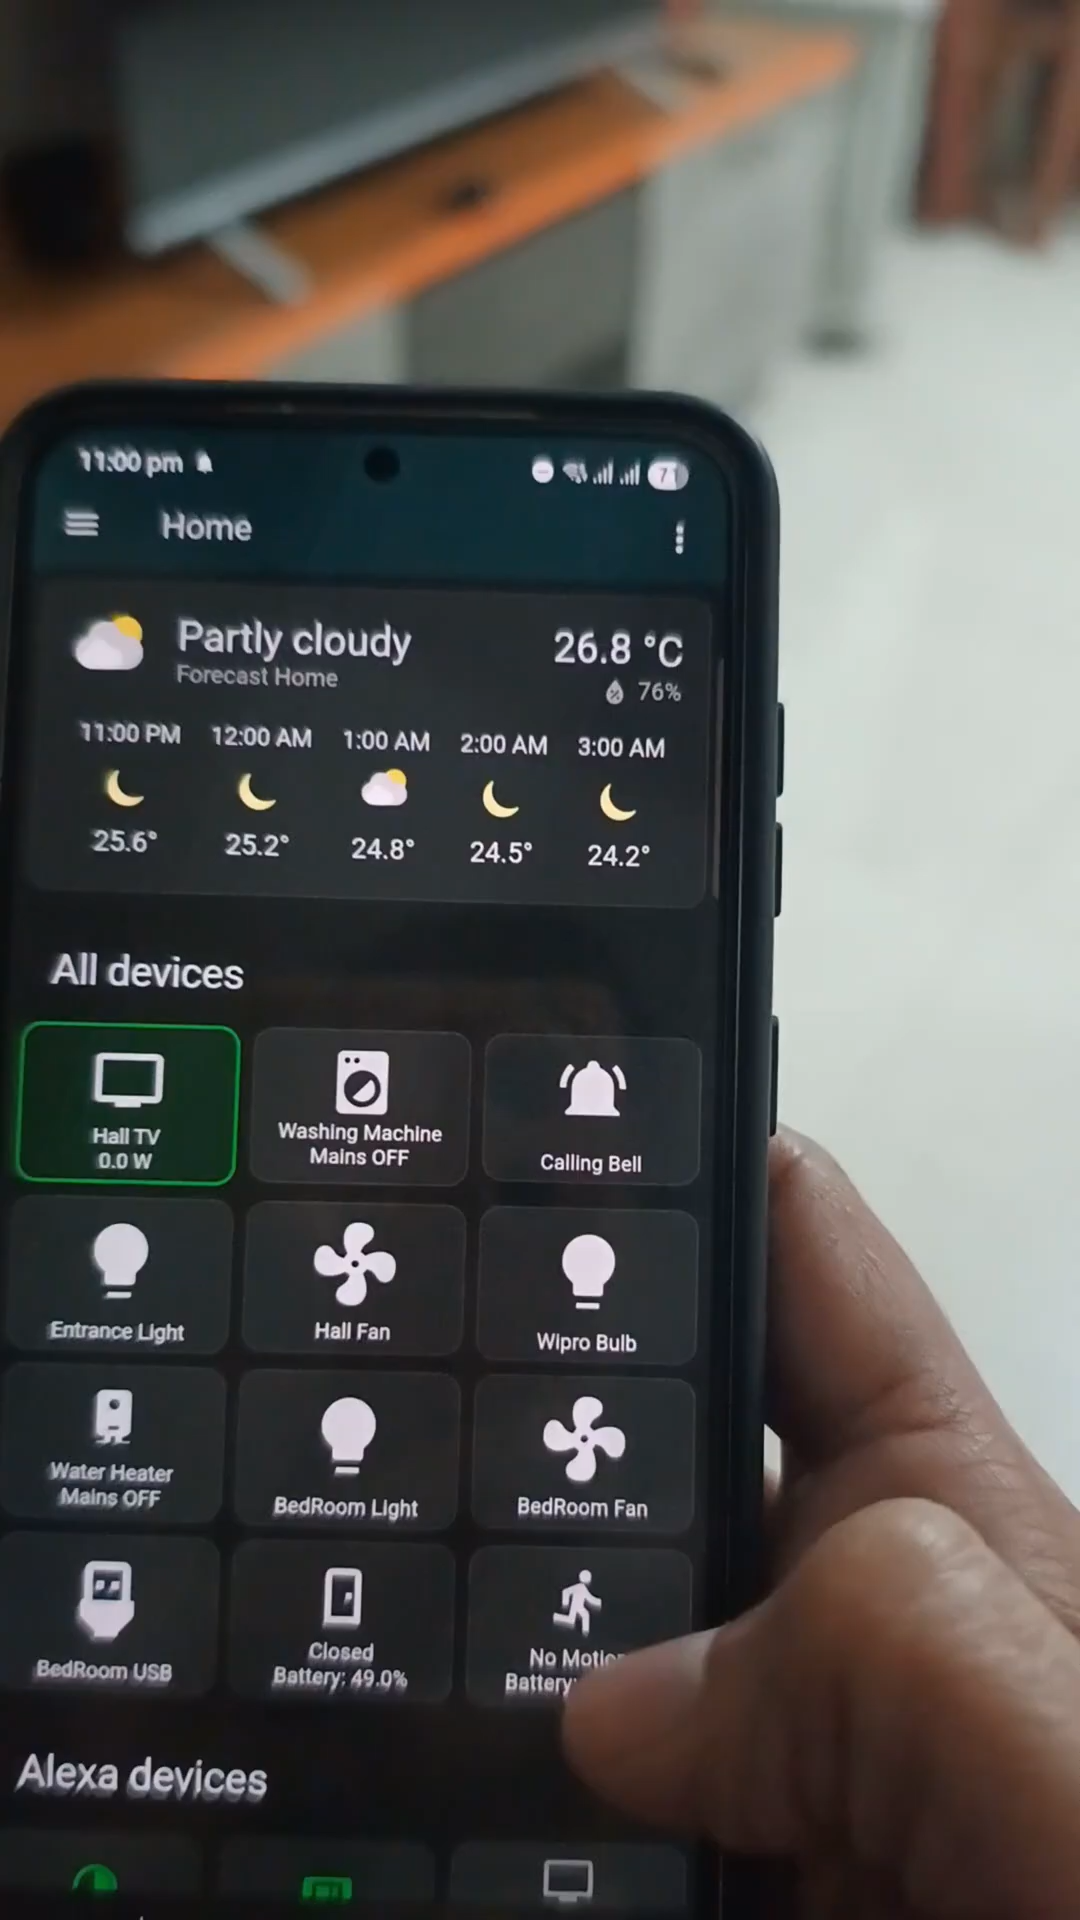 11:00 pm
71
Home
Partly cloudy
26.8 °C
Forecast Home
76%
11:00 PM 12:00 AM 1:00 AM 2:00 AM 3:00 AM
25.6° 25.2° 24.8° 24.5° 24.2°
All devices
Hall TV
0.0 W
Washing Machine
Mains OFF
Calling Bell
Entrance Light
Hall Fan
Wipro Bulb
Water Heater
Mains OFF
BedRoom Light
BedRoom Fan
BedRoom USB
Closed
Battery: 49.0%
No
Battery
Alexa devices